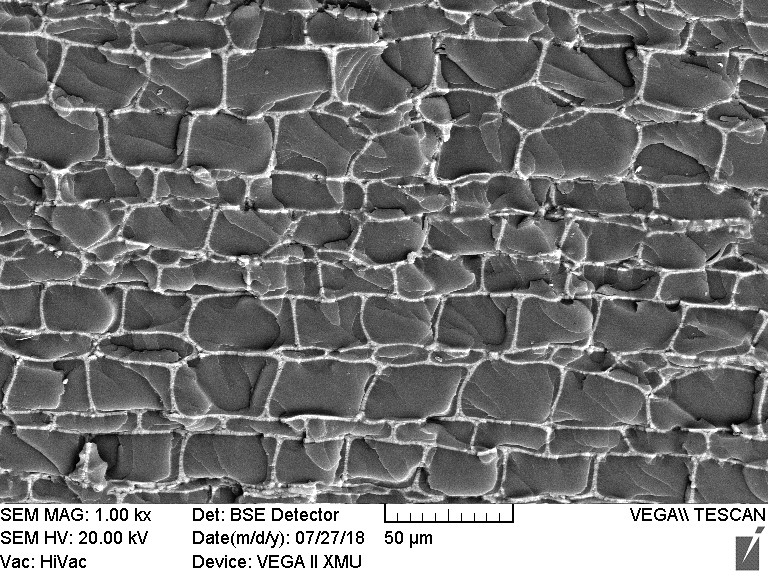 SEM MAG: 1.00 kx Det: BSE Detector VEGA\\ TESCAN
SEM HV: 20.00 kV Date(m/d/y): 07/27/18 50 µm
Vac: HiVac Device: VEGA II XMU